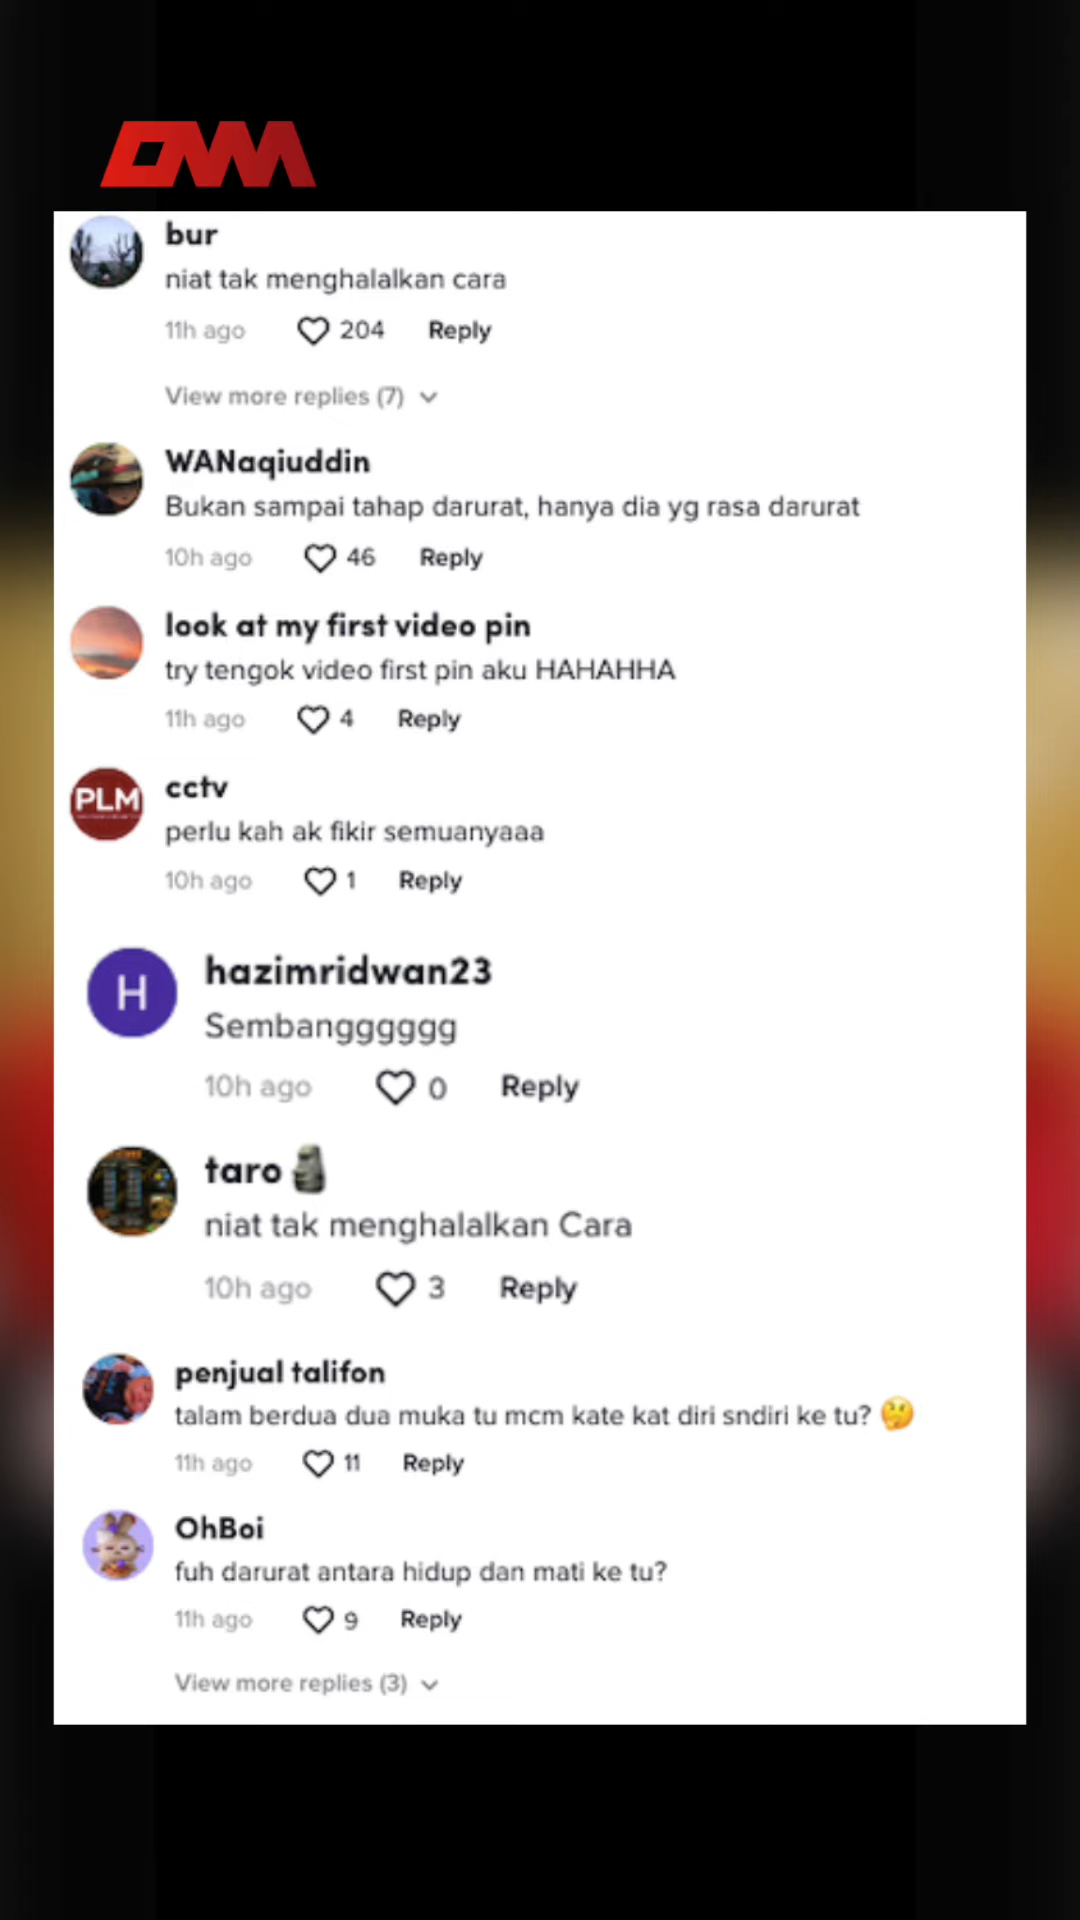 DM
bur
niat tak menghalalkan cara
11h ago 204 Reply
View more replies (7)
WANaqiuddin
Bukan sampai tahap darurat, hanya dia yg rasa darurat
10h ago 46 Reply
look at my first video pin
try tengok video first pin aku HAHAHHA
11h ago 4 Reply
PLM
cctv
perlu kah ak fikir semuanyaaa
10h ago 1 Reply
H
hazimridwan23
Sembangggggg
10h ago 0 Reply
taro🗿
niat tak menghalalkan Cara
10h ago 3 Reply
penjual talifon
talam berdua dua muka tu mcm kate kat diri sndiri ke tu? 🤔
11h ago 11 Reply
OhBoi
fuh darurat antara hidup dan mati ke tu?
11h ago 9 Reply
View more replies (3)